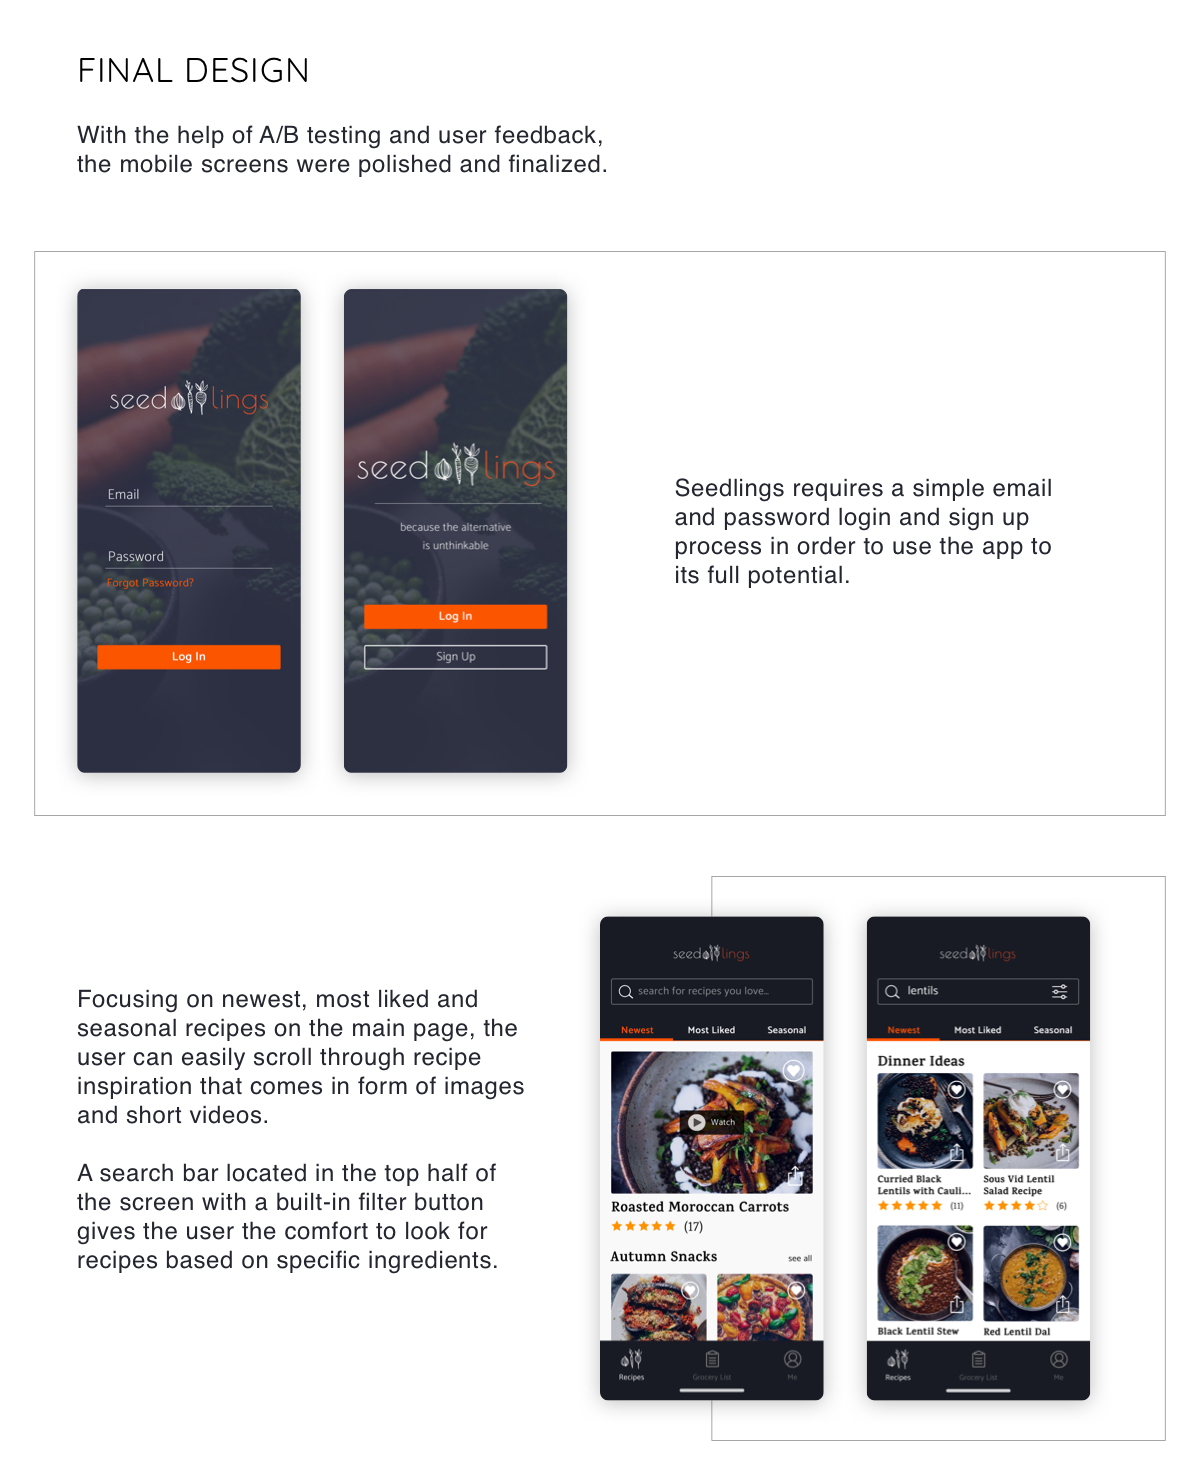 FINAL DESIGN
With the help of A/B testing and user feedback,
the mobile screens were polished and finalized.
seedlings
Email
Password
Forgot Password?
Log In
seedlings
because the alternative
is unthinkable
Log In
Sign Up
Seedlings requires a simple email
and password login and sign up
process in order to use the app to
its full potential.
Focusing on newest, most liked and
seasonal recipes on the main page, the
user can easily scroll through recipe
inspiration that comes in form of images
and short videos.
A search bar located in the top half of
the screen with a built-in filter button
gives the user the comfort to look for
recipes based on specific ingredients.
seedlings
search for recipes you love...
Newest Most Liked Seasonal
Watch
Roasted Moroccan Carrots
(17)
Autumn Snacks see all
Recipes Grocery List Me
seedlings
lentils
Newest Most Liked Seasonal
Dinner Ideas
Curried Black
Lentils with Cauli...
(11)
Sous Vid Lentil
Salad Recipe
(6)
Black Lentil Stew
Red Lentil Dal
Recipes Grocery List Me